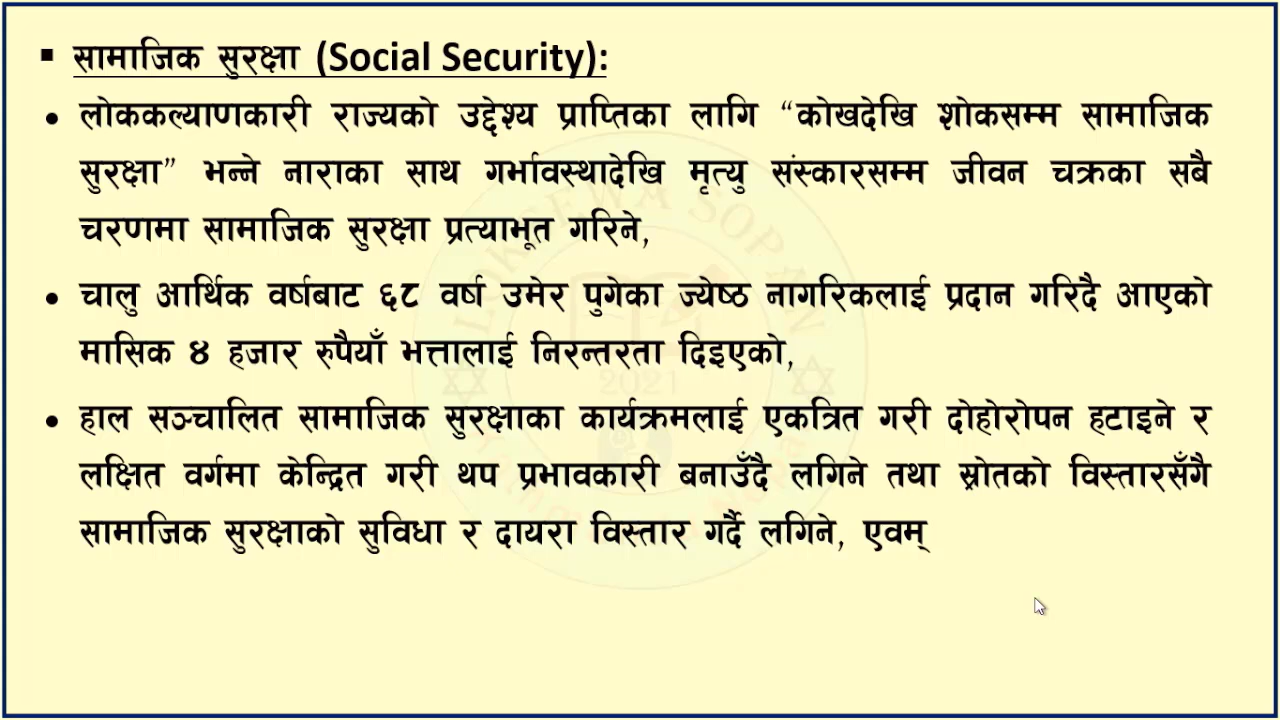 ▪ सामाजिक सुरक्षा (Social Security):
• लोककल्याणकारी राज्यको उद्देश्य प्राप्तिका लागि “कोखदेखि शोकसम्म सामाजिक
सुरक्षा” भन्ने नाराका साथ गर्भावस्थादेखि मृत्यु संस्कारसम्म जीवन चक्रका सबै
चरणमा सामाजिक सुरक्षा प्रत्याभूत गरिने,
• चालु आर्थिक वर्षबाट ६८ वर्ष उमेर पुगेका ज्येष्ठ नागरिकलाई प्रदान गरिदै आएको
मासिक ४ हजार रुपैयाँ भत्तालाई निरन्तरता दिइएको,
• हाल सञ्चालित सामाजिक सुरक्षाका कार्यक्रमलाई एकत्रित गरी दोहोरोपन हटाइने र
लक्षित वर्गमा केन्द्रित गरी थप प्रभावकारी बनाउँदै लगिने तथा स्रोतको विस्तारसँगै
सामाजिक सुरक्षाको सुविधा र दायरा विस्तार गर्दै लगिने, एवम्
LOKSEWA SOPAN
2021